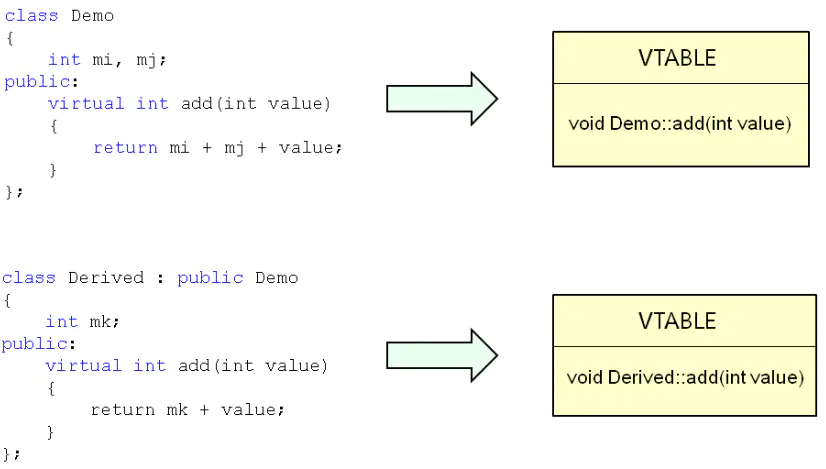 class Demo
{
    int mi, mj;
public:
    virtual int add(int value)
    {
        return mi + mj + value;
    }
};
VTABLE
void Demo::add(int value)
class Derived : public Demo
{
    int mk;
public:
    virtual int add(int value)
    {
        return mk + value;
    }
};
VTABLE
void Derived::add(int value)